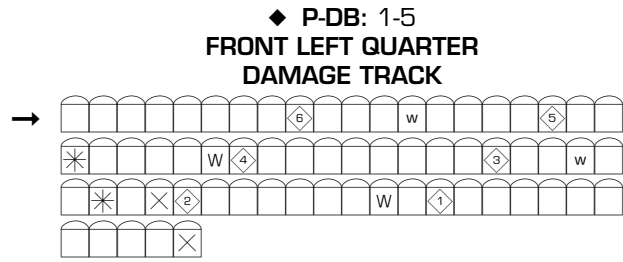 ◆ P-DB: 1-5
FRONT LEFT QUARTER
DAMAGE TRACK
→ 6 w 5
W 4 3 w
2 W 1